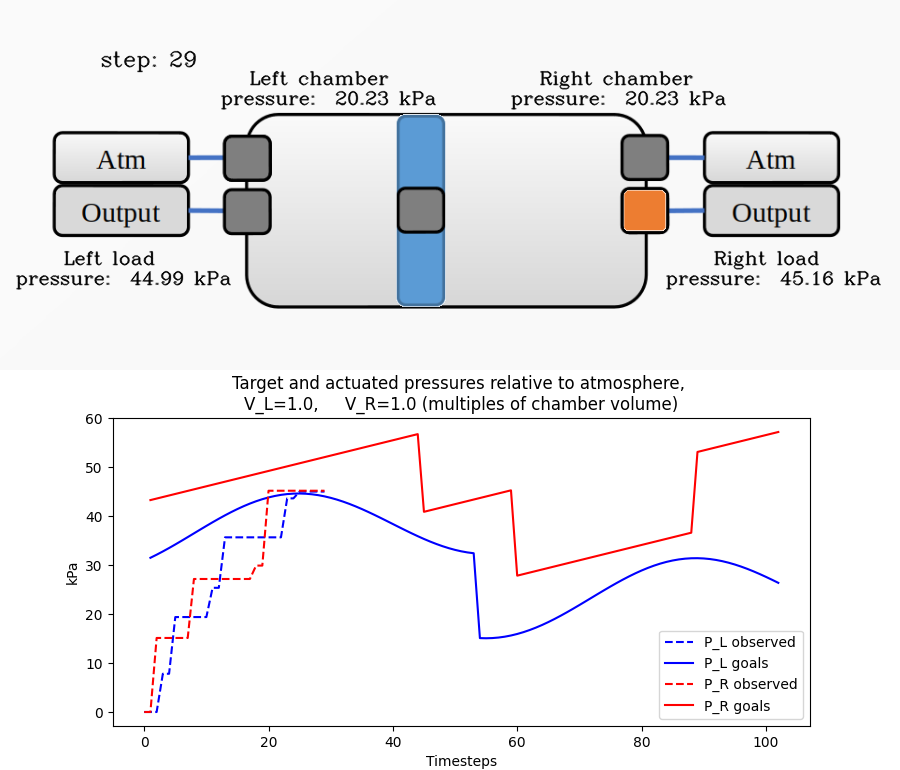 step: 29
Left chamber
pressure: 20.23 kPa
Right chamber
pressure: 20.23 kPa
Atm
Output
Atm
Output
Left load
pressure: 44.99 kPa
Right load
pressure: 45.16 kPa
Target and actuated pressures relative to atmosphere,
V_L=1.0, V_R=1.0 (multiples of chamber volume)
60
50
40
30
20
10
0
kPa
0 20 40 60 80 100
Timesteps
P_L observed
P_L goals
P_R observed
P_R goals